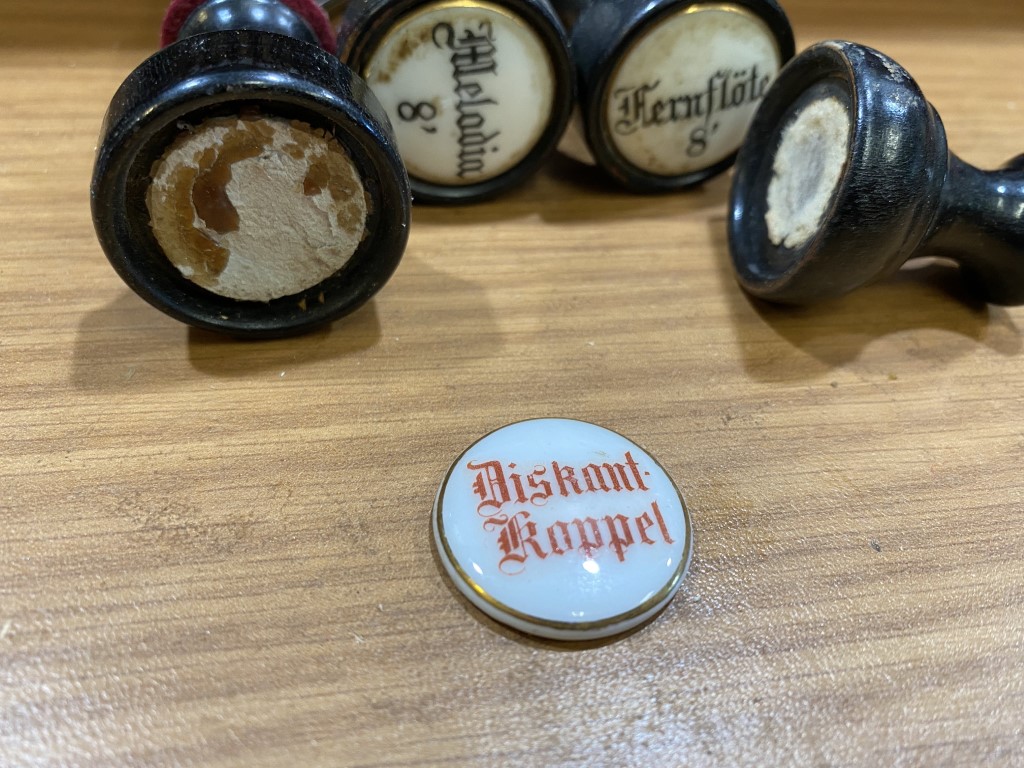 Melodia
8'
Fernflöte
8'
Diskant-
Koppel